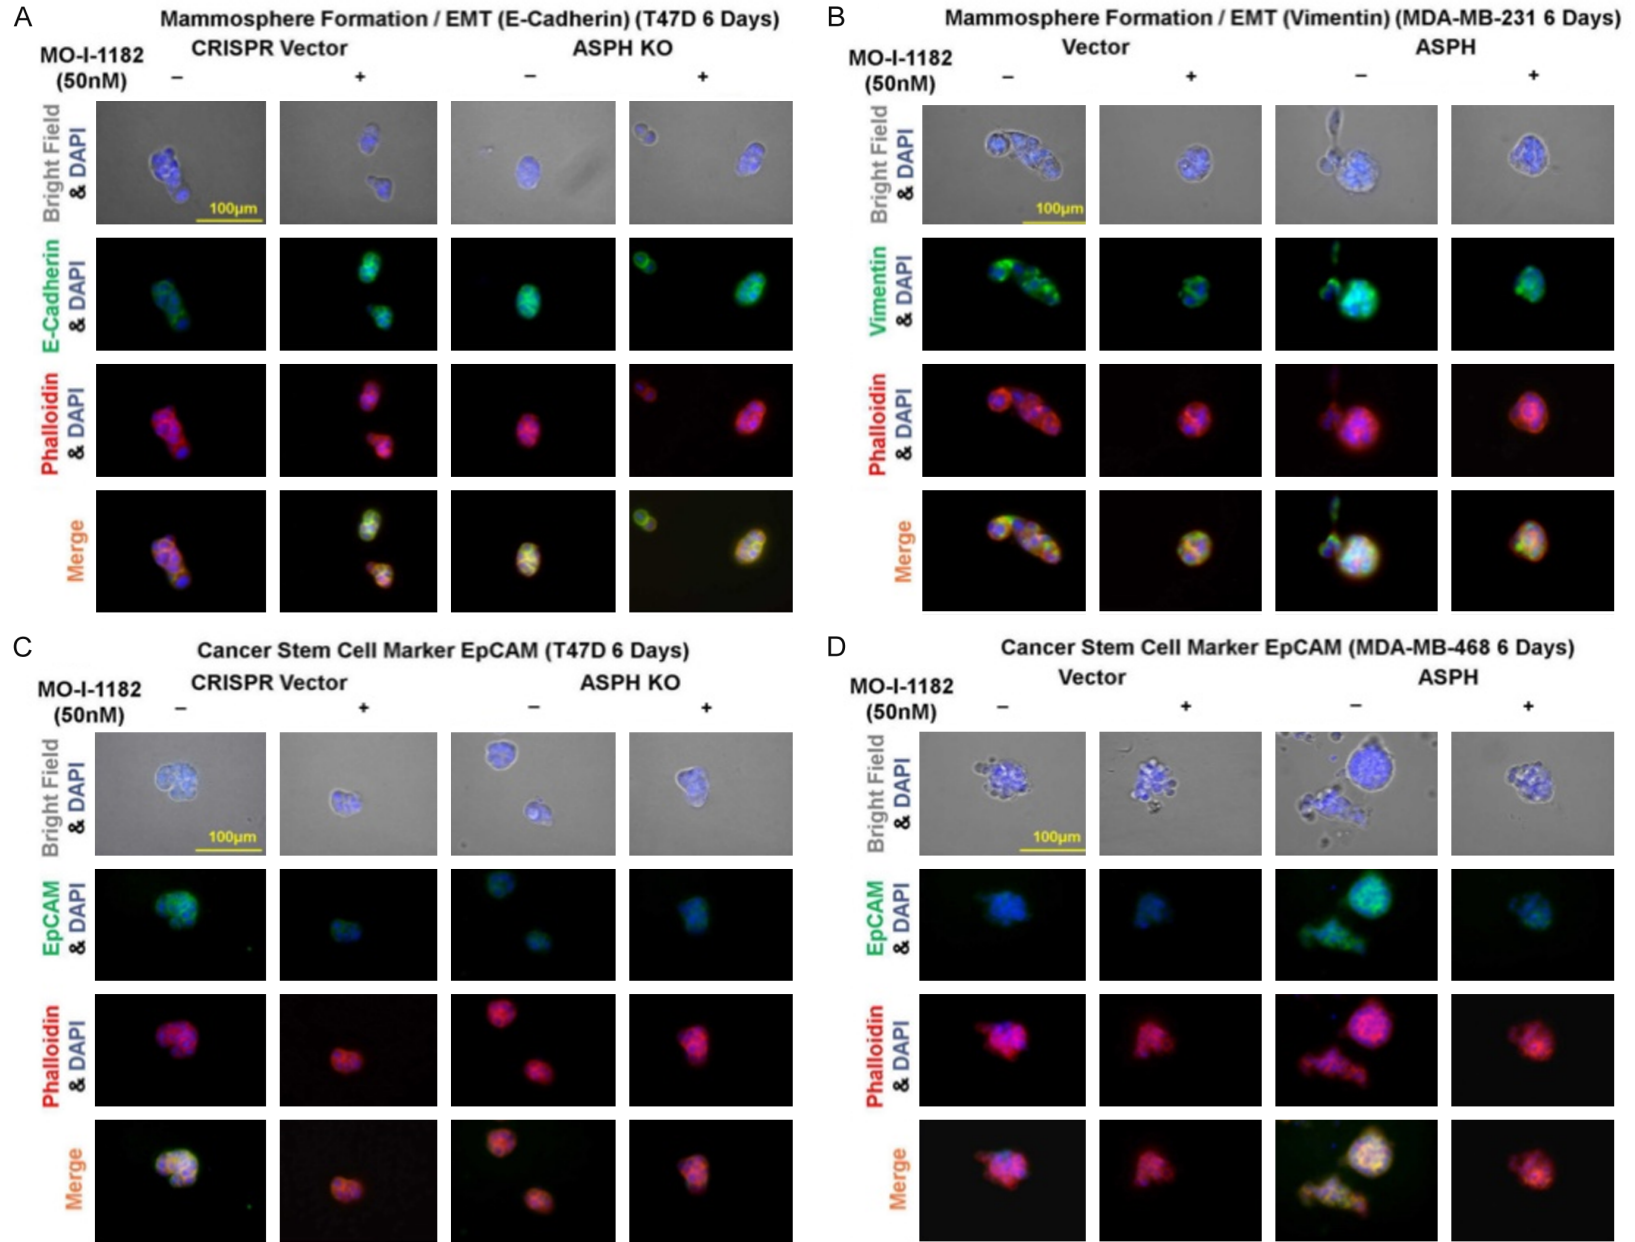 A
Mammosphere Formation / EMT (E-Cadherin) (T47D 6 Days)
MO-I-1182
(50nM)
CRISPR Vector
ASPH KO
– + – +
Bright Field
& DAPI
100μm
E-Cadherin
& DAPI
Phalloidin
& DAPI
Merge
B
Mammosphere Formation / EMT (Vimentin) (MDA-MB-231 6 Days)
MO-I-1182
(50nM)
Vector
ASPH
– + – +
Bright Field
& DAPI
100μm
Vimentin
& DAPI
Phalloidin
& DAPI
Merge
C
Cancer Stem Cell Marker EpCAM (T47D 6 Days)
MO-I-1182
(50nM)
CRISPR Vector
ASPH KO
– + – +
Bright Field
& DAPI
100μm
EpCAM
& DAPI
Phalloidin
& DAPI
Merge
D
Cancer Stem Cell Marker EpCAM (MDA-MB-468 6 Days)
MO-I-1182
(50nM)
Vector
ASPH
– + – +
Bright Field
& DAPI
100μm
EpCAM
& DAPI
Phalloidin
& DAPI
Merge